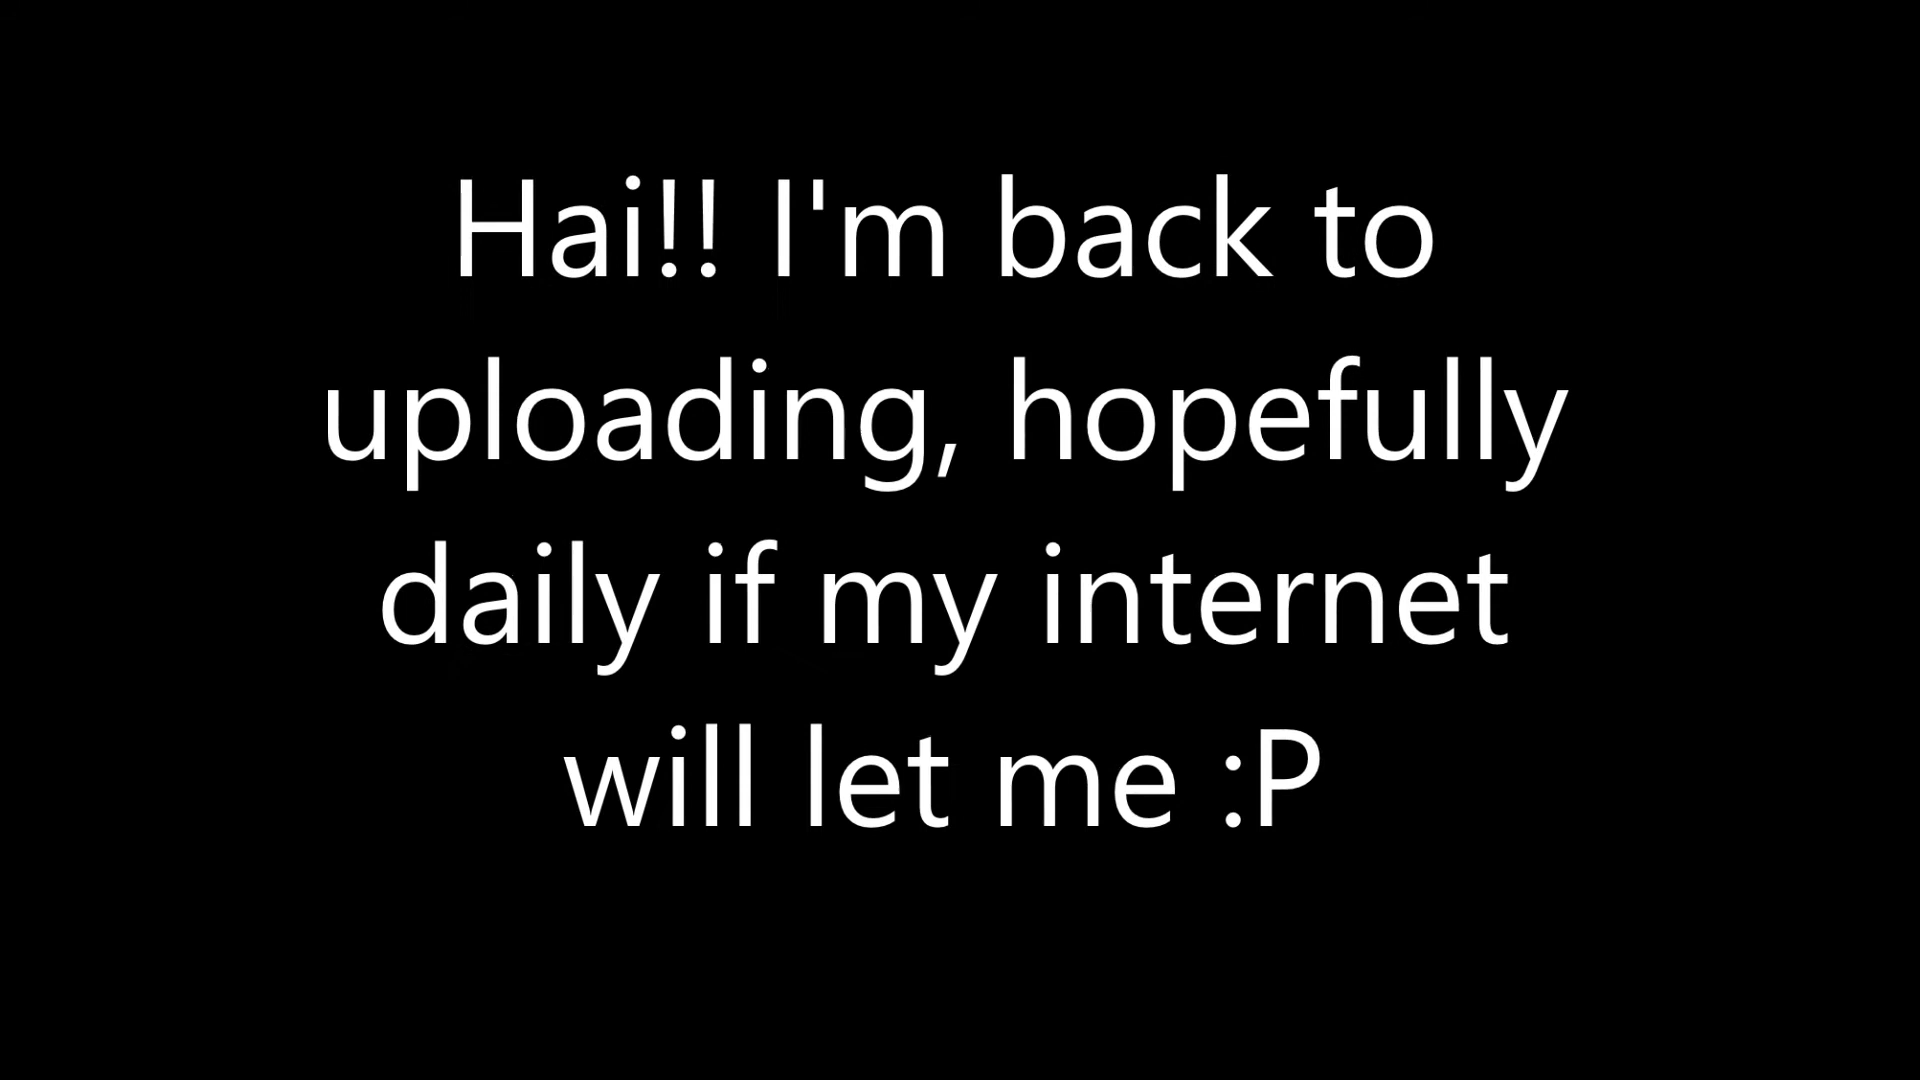 Hai!! I'm back to
uploading, hopefully
daily if my internet
will let me :P